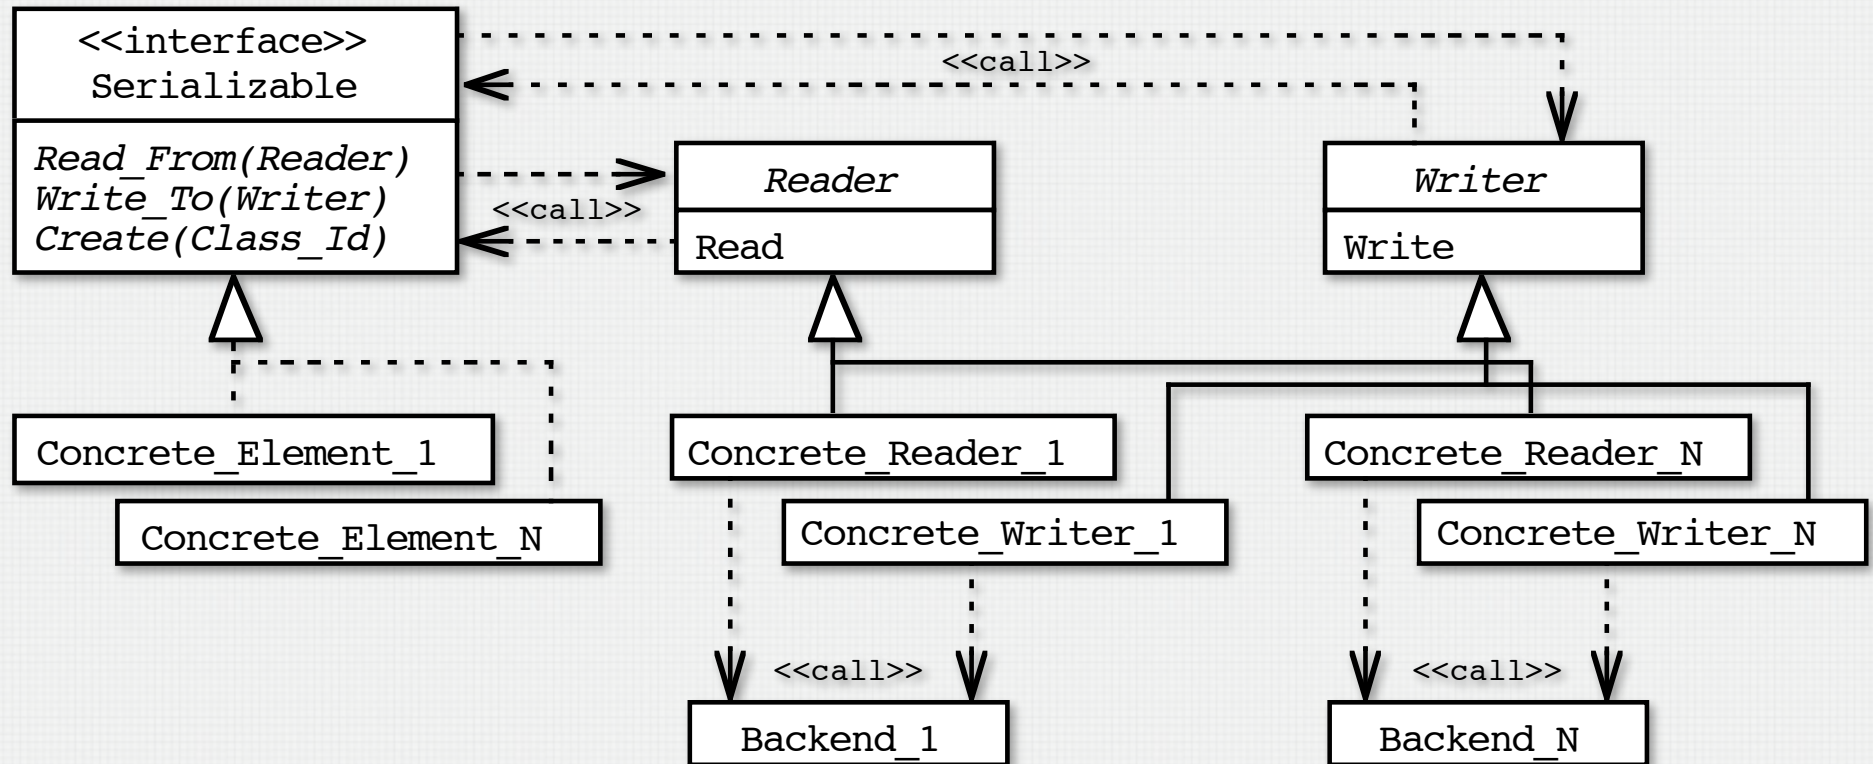 <<interface>>
Serializable
Read_From(Reader)
Write_To(Writer)
Create(Class_Id)
<<call>>
<<call>>
Reader
Read
Writer
Write
Concrete_Element_1
Concrete_Element_N
Concrete_Reader_1
Concrete_Writer_1
Concrete_Reader_N
Concrete_Writer_N
<<call>>
<<call>>
Backend_1
Backend_N